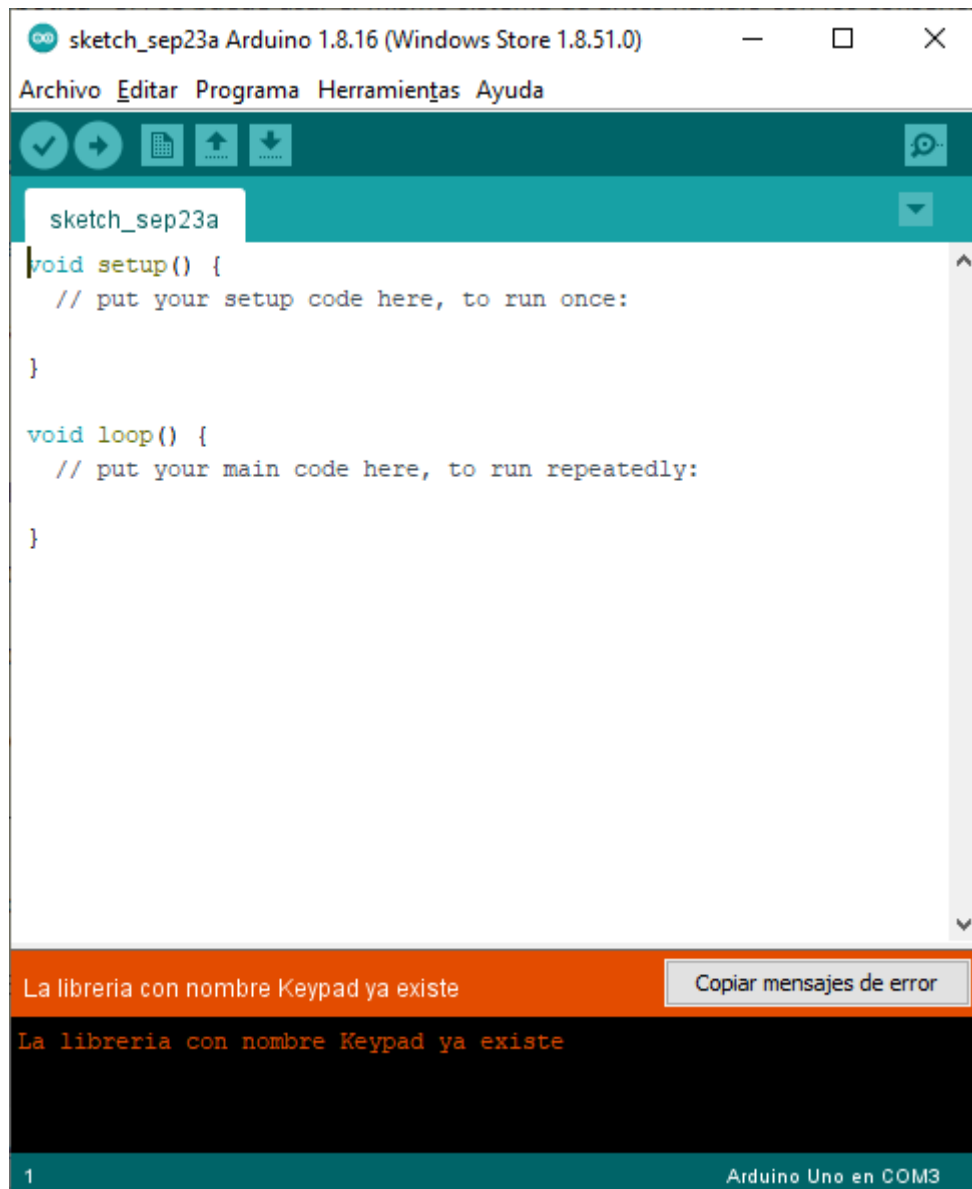 sketch_sep23a Arduino 1.8.16 (Windows Store 1.8.51.0)
Archivo Editar Programa Herramientas Ayuda
sketch_sep23a
void setup() {
  // put your setup code here, to run once:
}
void loop() {
  // put your main code here, to run repeatedly:
}
La libreria con nombre Keypad ya existe
Copiar mensajes de error
La libreria con nombre Keypad ya existe
1
Arduino Uno en COM3